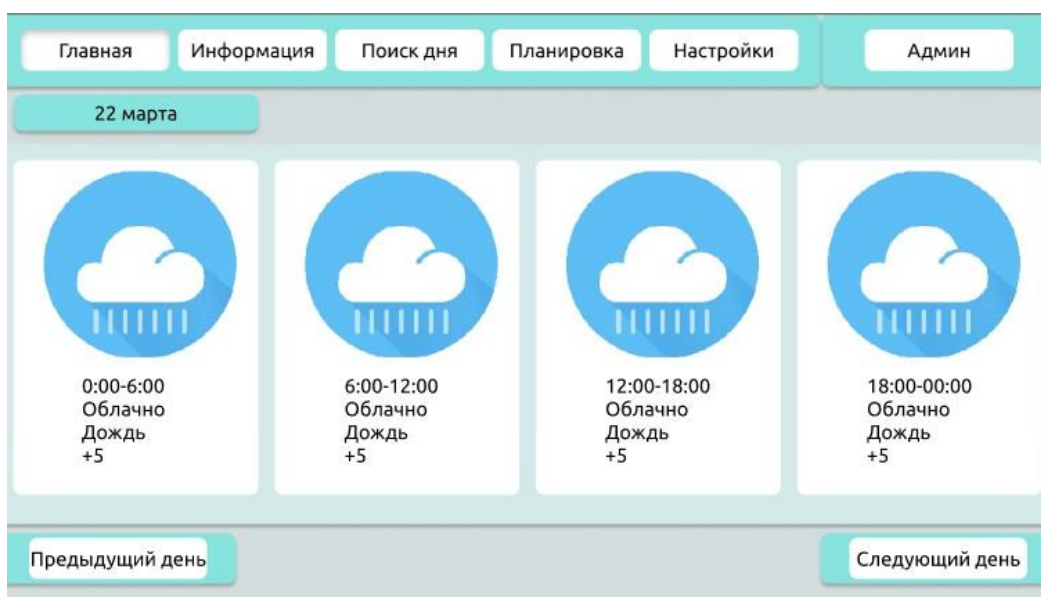 Главная
Информация
Поиск дня
Планировка
Настройки
Админ
22 марта
0:00-6:00
Облачно
Дождь
+5
6:00-12:00
Облачно
Дождь
+5
12:00-18:00
Облачно
Дождь
+5
18:00-00:00
Облачно
Дождь
+5
Предыдущий день
Следующий день